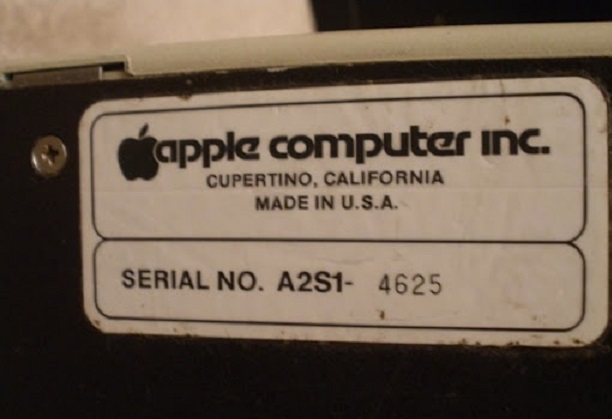 apple computer inc.
CUPERTINO, CALIFORNIA
MADE IN U.S.A.
SERIAL NO. A2S1- 4625